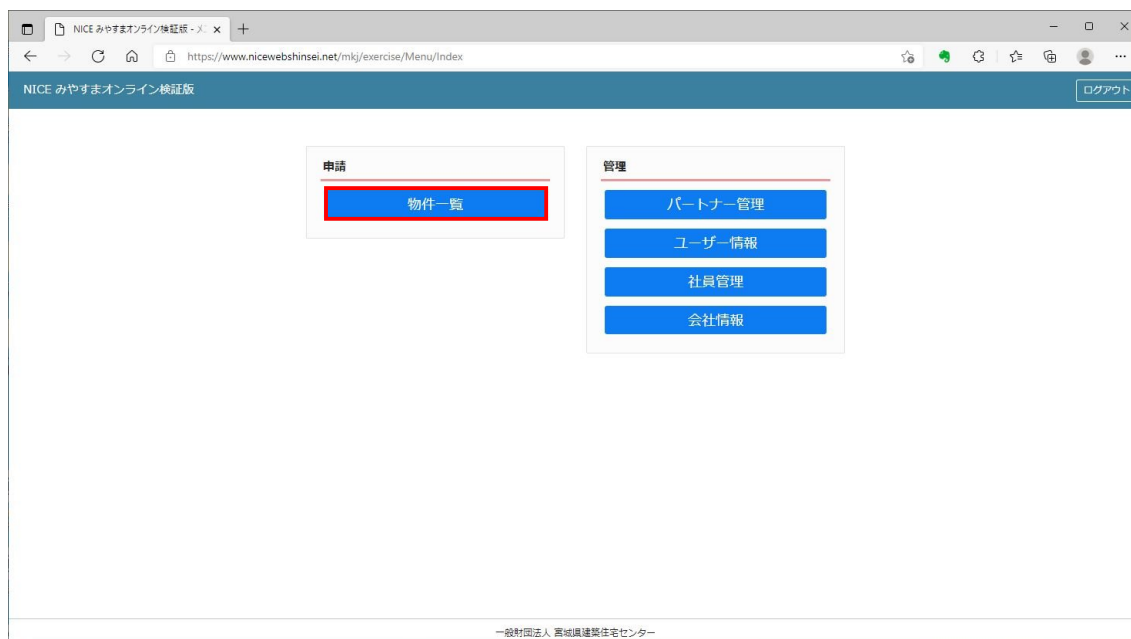 NICE みやすまオンライン検証版 - メ
https://www.nicewebshinsei.net/mkj/exercise/Menu/Index
NICE みやすまオンライン検証版
ログアウト
申請
物件一覧
管理
パートナー管理
ユーザー情報
社員管理
会社情報
一般財団法人 宮城県建築住宅センター